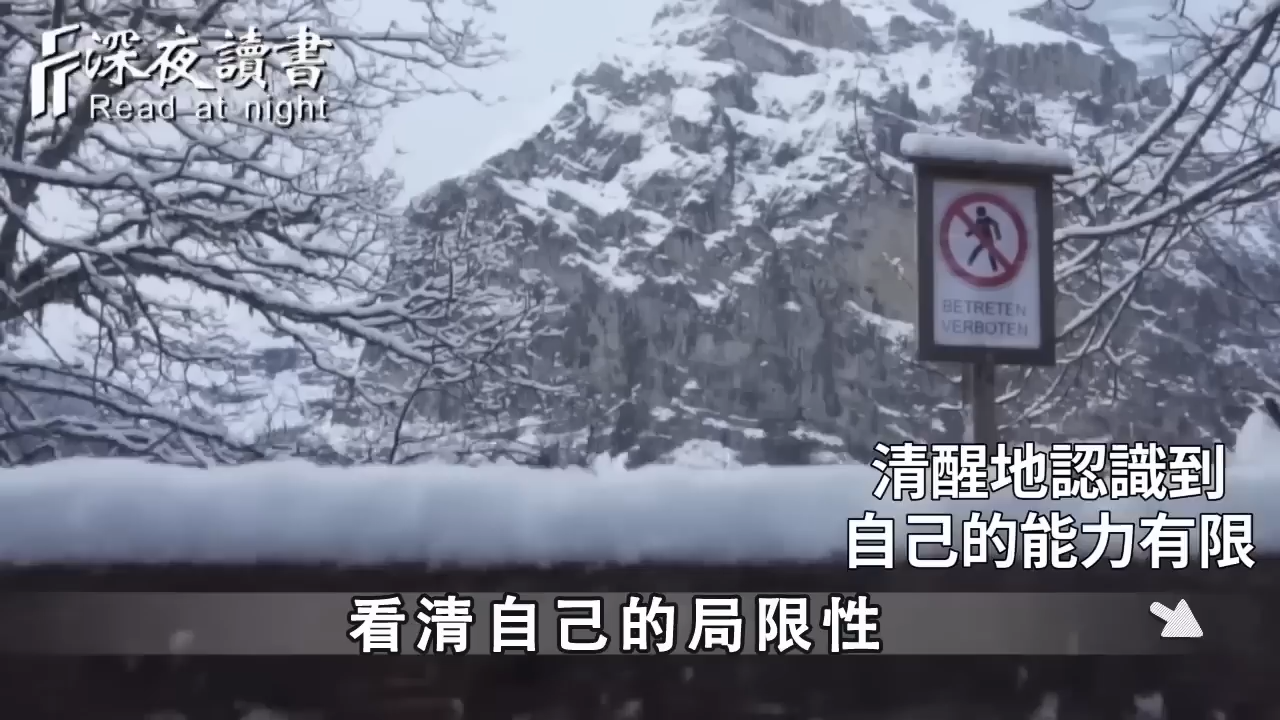 深夜讀書
Read at night
BETRETEN
VERBOTEN
清醒地認識到
自己的能力有限
看清自己的局限性